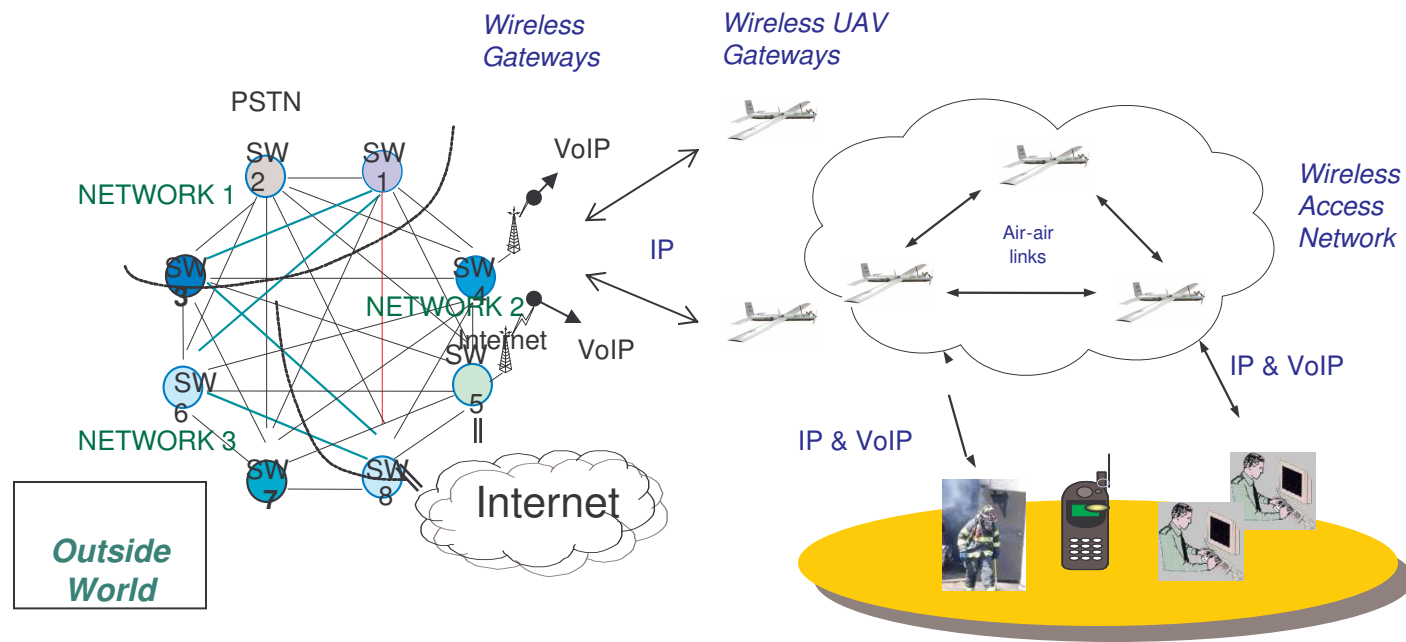 Wireless
Gateways
Wireless UAV
Gateways
PSTN
SW
2
SW
1
VoIP
NETWORK 1
Wireless
Access
Network
IP
Air-air
links
SW
3
SW
4
NETWORK 2
Internet
VoIP
SW
5
SW
6
IP & VoIP
NETWORK 3
IP & VoIP
SW
7
SW
8
Internet
Outside
World